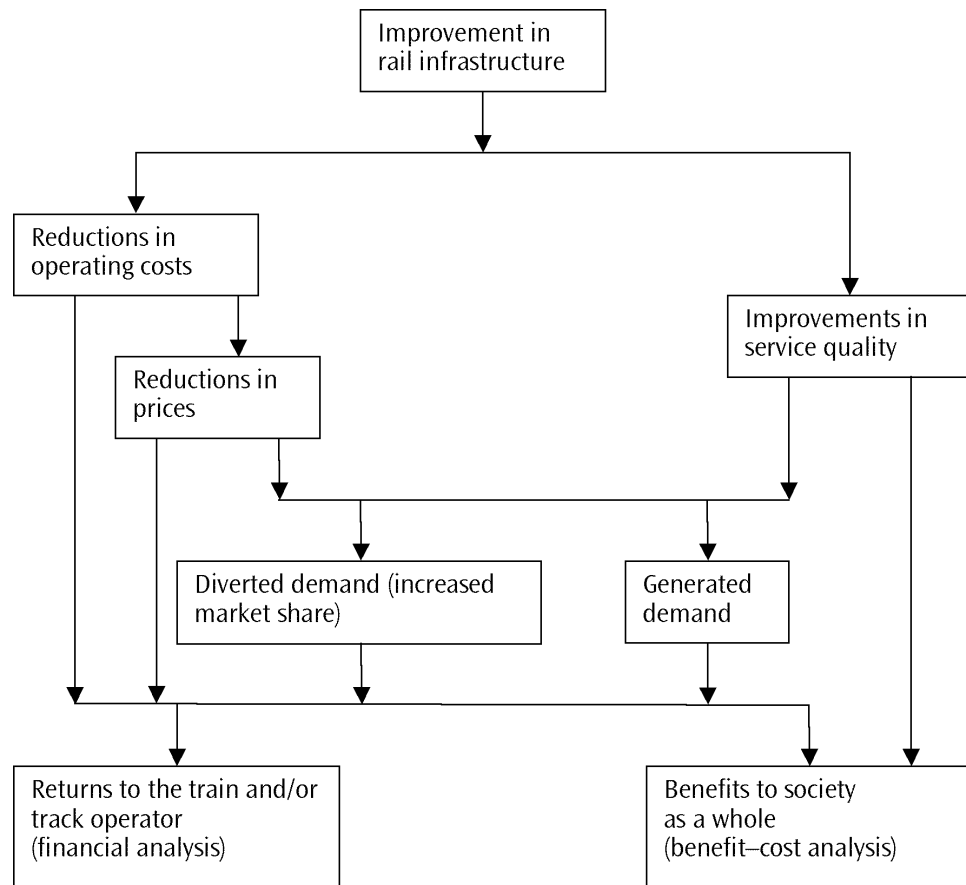 Improvement in
rail infrastructure
Reductions in
operating costs
Improvements in
service quality
Reductions in
prices
Diverted demand (increased
market share)
Generated
demand
Returns to the train and/or
track operator
(financial analysis)
Benefits to society
as a whole
(benefit–cost analysis)